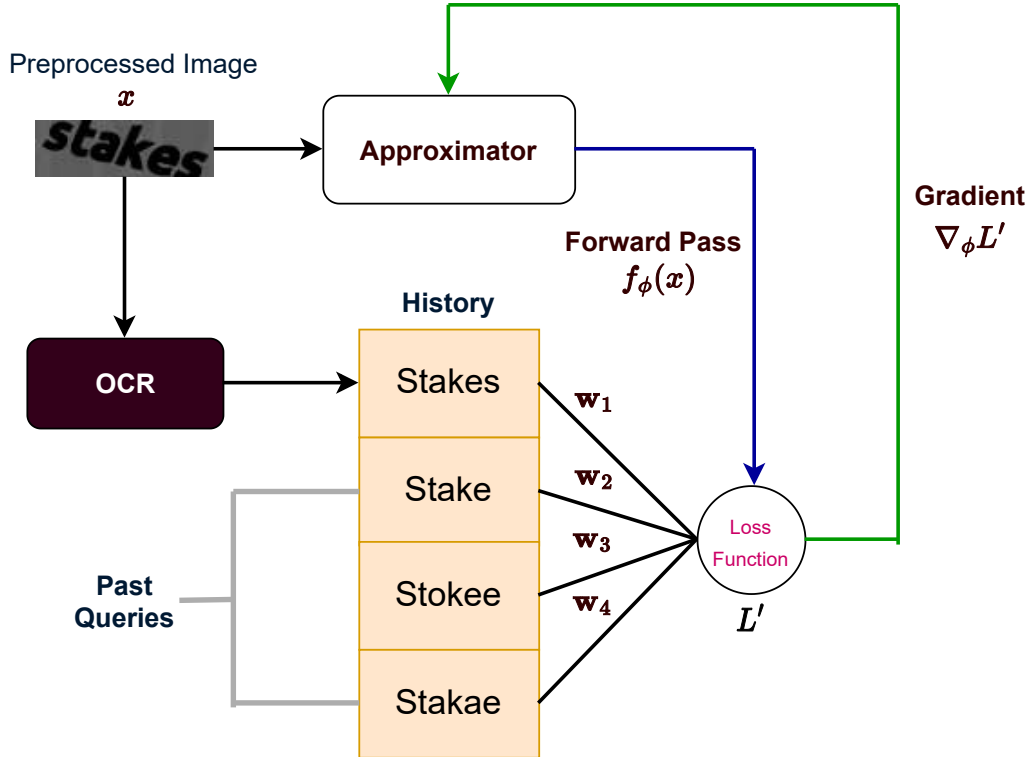 Preprocessed Image
x
stakes
Approximator
Gradient
∇ϕL′
Forward Pass
fϕ(x)
History
OCR
Stakes
w1
Stake
w2
w3
Stokee
w4
Stakae
Past
Queries
Loss
Function
L′